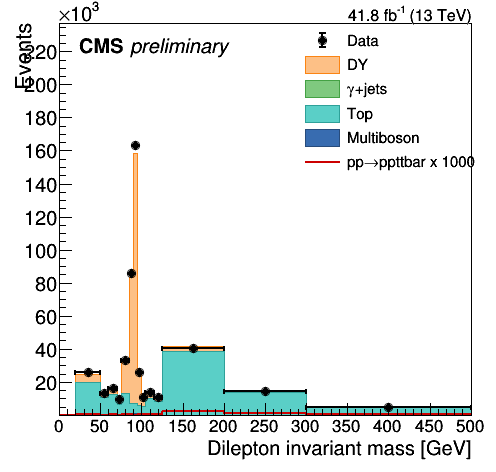 ×10³
41.8 fb⁻¹ (13 TeV)
Events
CMS preliminary
Data
DY
γ+jets
Top
Multiboson
pp→ppttbar x 1000
220
200
180
160
140
120
100
80
60
40
20
0 50 100 150 200 250 300 350 400 450 500
Dilepton invariant mass [GeV]